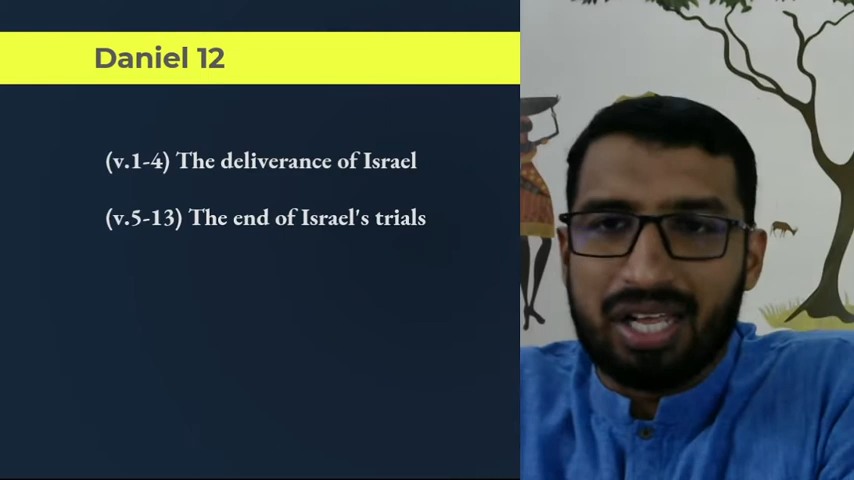 Daniel 12
(v.1-4) The deliverance of Israel
(v.5-13) The end of Israel's trials